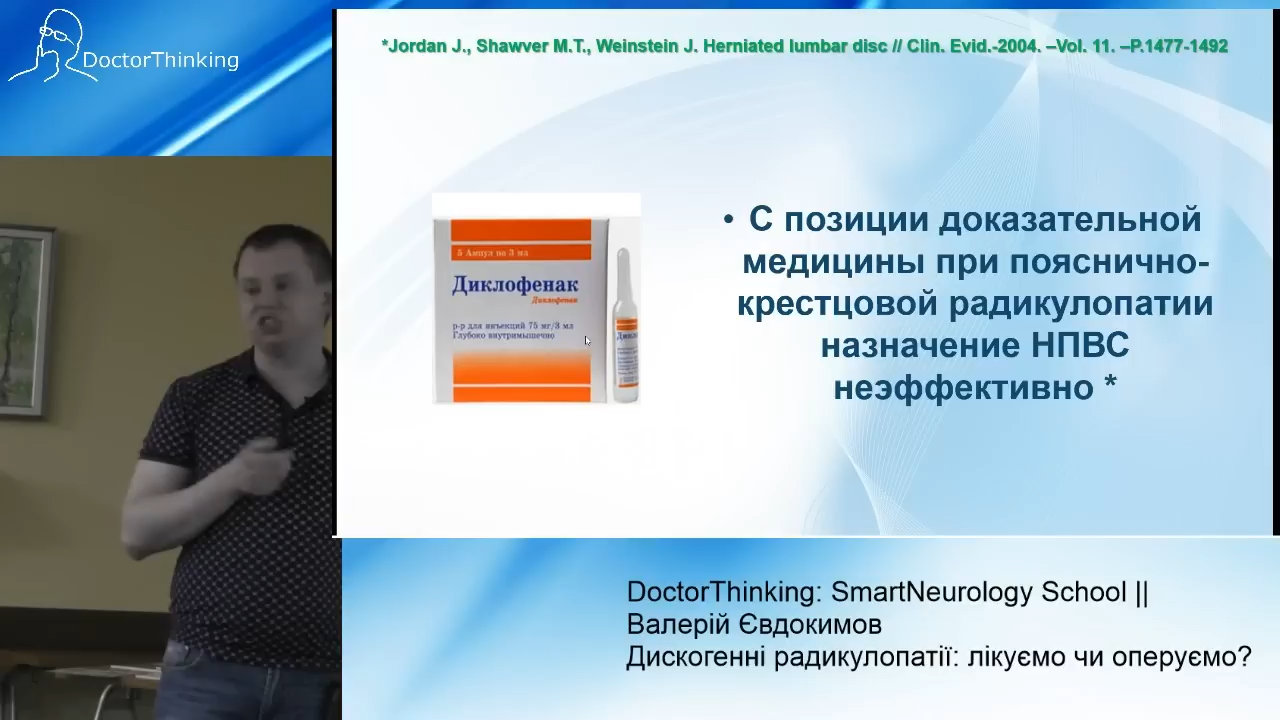 DoctorThinking
*Jordan J., Shawver M.T., Weinstein J. Herniated lumbar disc // Clin. Evid.-2004. –Vol. 11. –P.1477-1492
5 Ампул по 3 мл
Диклофенак
Диклофенак
р-р для инъекций 75 мг/3 мл
Глубоко внутримышечно
• С позиции доказательной
медицины при пояснично-
крестцовой радикулопатии
назначение НПВС
неэффективно *
DoctorThinking: SmartNeurology School ||
Валерій Євдокимов
Дискогенні радикулопатії: лікуємо чи оперуємо?